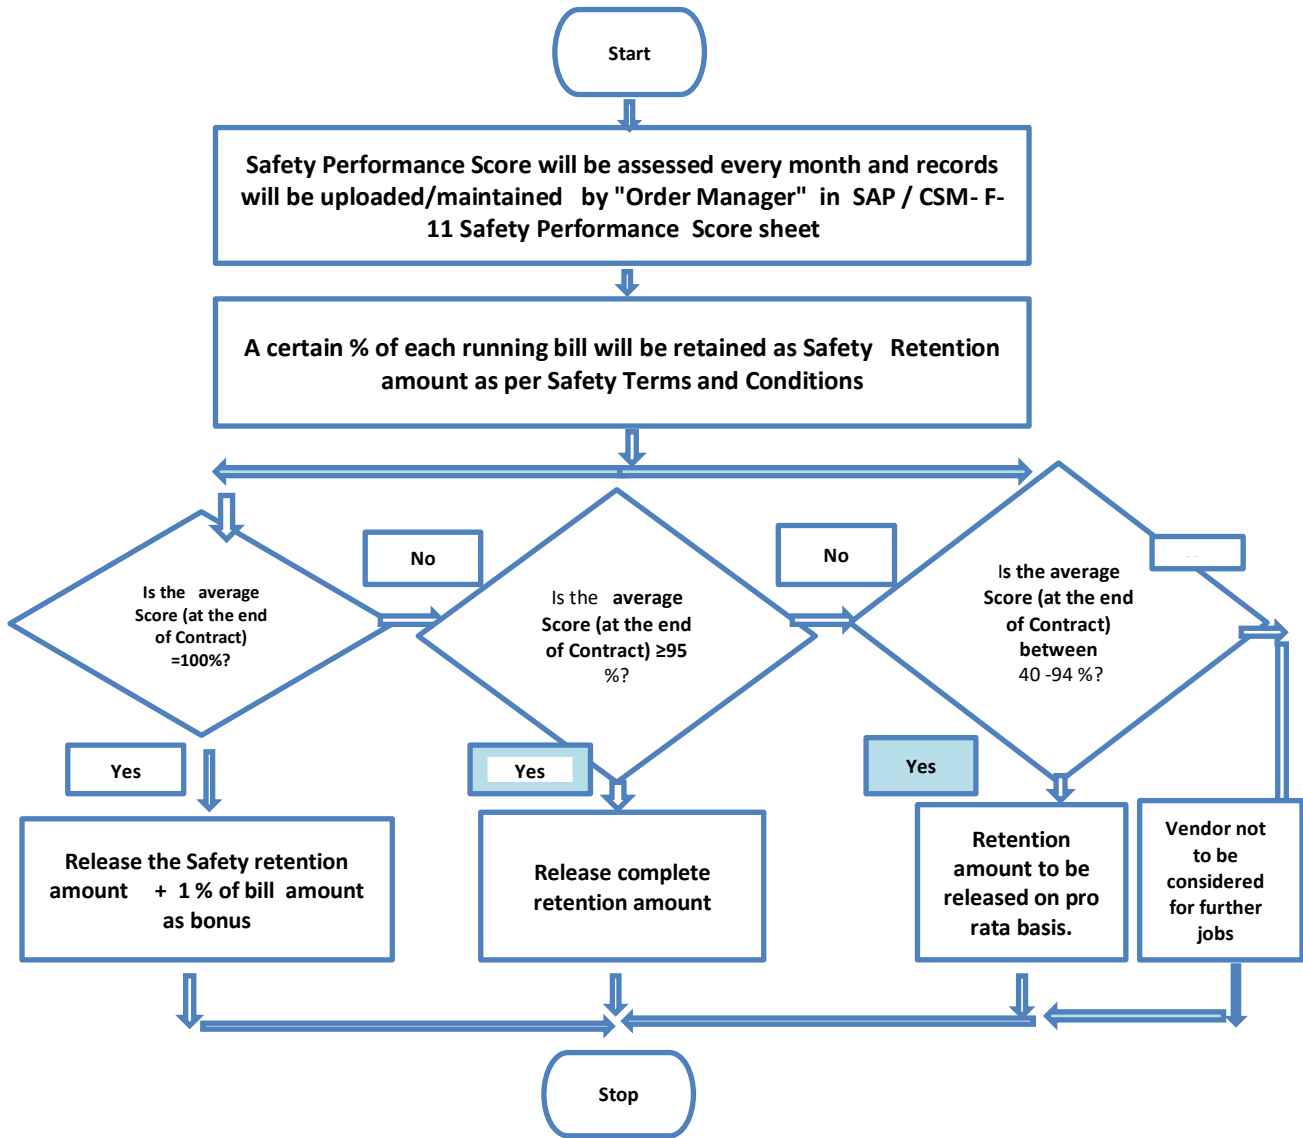 Start
Safety Performance Score will be assessed every month and records
will be uploaded/maintained by "Order Manager" in SAP / CSM- F-
11 Safety Performance Score sheet
A certain % of each running bill will be retained as Safety Retention
amount as per Safety Terms and Conditions
Is the average
Score (at the end
of Contract)
=100%?
No
Is the average
Score (at the end
of Contract) ≥95
%?
No
Is the average
Score (at the end
of Contract)
between
40 -94 %?
Yes
Yes
Yes
Release the Safety retention
amount + 1 % of bill amount
as bonus
Release complete
retention amount
Retention
amount to be
released on pro
rata basis.
Vendor not
to be
considered
for further
jobs
Stop